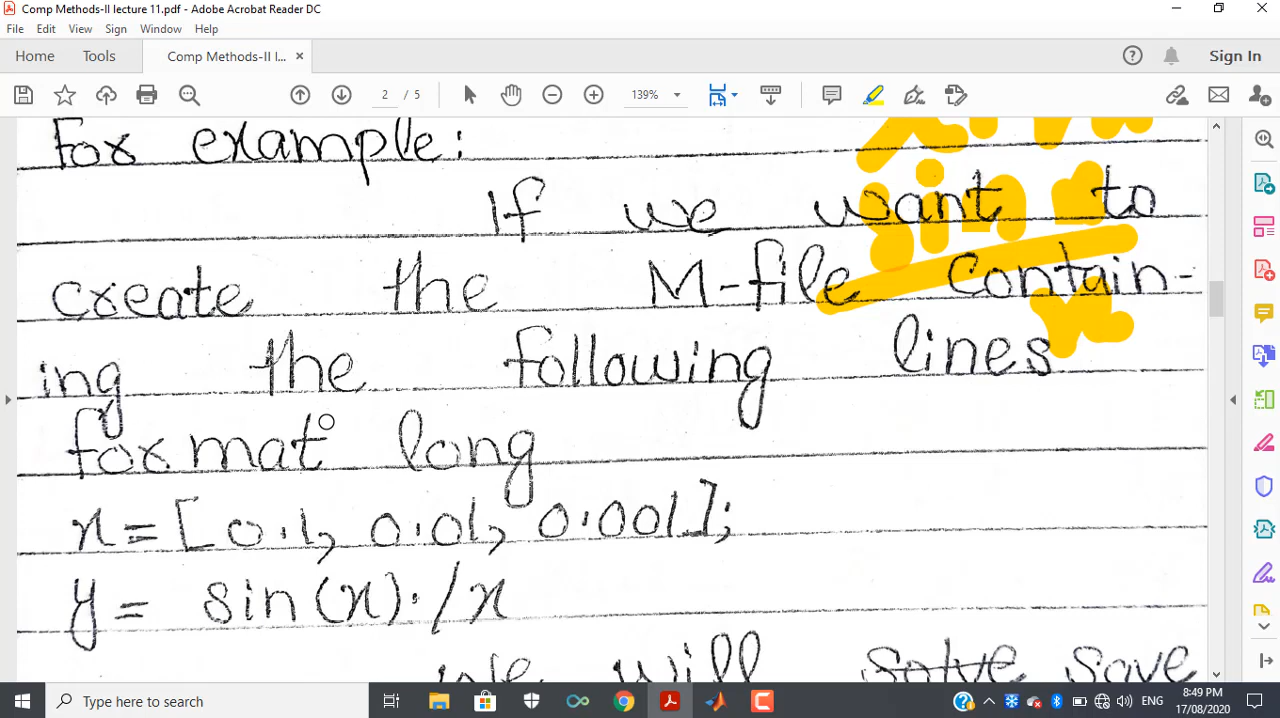 Comp Methods-II lecture 11.pdf - Adobe Acrobat Reader DC
File Edit View Sign Window Help
Home Tools Comp Methods-II l... × Sign In
2 / 5 139%
For example:
If we want to
create the M-file contain-
ing the following lines
format long
x = [0.1, 0.01, 0.001];
y = sin(x)./x
We will solve save
Type here to search
ENG
8:49 PM
17/08/2020